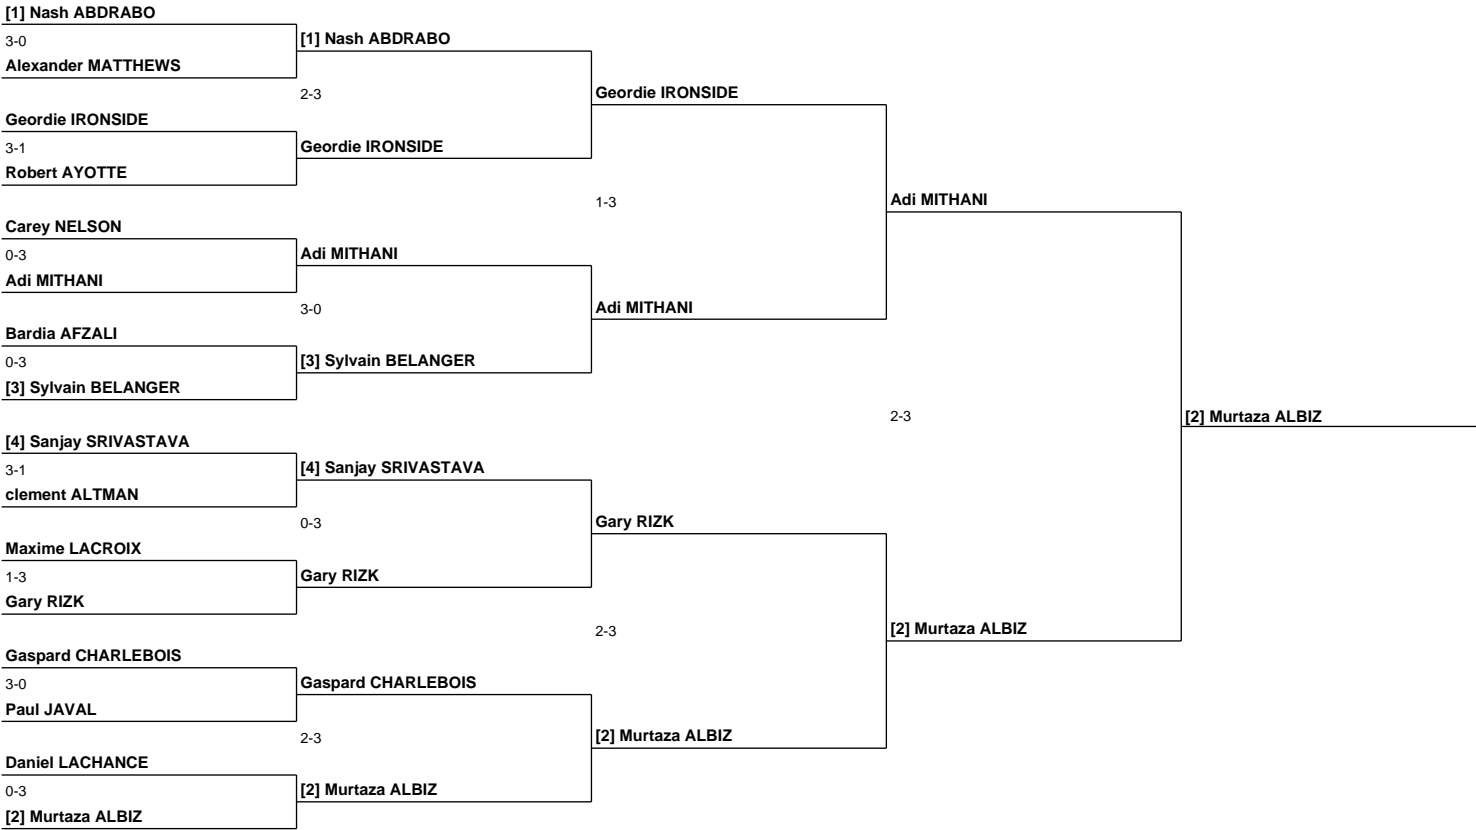 [1] Nash ABDRABO
3-0
[1] Nash ABDRABO
Alexander MATTHEWS
2-3
Geordie IRONSIDE
Geordie IRONSIDE
3-1
Geordie IRONSIDE
Robert AYOTTE
1-3
Adi MITHANI
Carey NELSON
0-3
Adi MITHANI
Adi MITHANI
3-0
Adi MITHANI
Bardia AFZALI
0-3
[3] Sylvain BELANGER
[3] Sylvain BELANGER
2-3
[2] Murtaza ALBIZ
[4] Sanjay SRIVASTAVA
3-1
[4] Sanjay SRIVASTAVA
clement ALTMAN
0-3
Gary RIZK
Maxime LACROIX
1-3
Gary RIZK
Gary RIZK
2-3
[2] Murtaza ALBIZ
Gaspard CHARLEBOIS
3-0
Gaspard CHARLEBOIS
Paul JAVAL
2-3
[2] Murtaza ALBIZ
Daniel LACHANCE
0-3
[2] Murtaza ALBIZ
[2] Murtaza ALBIZ